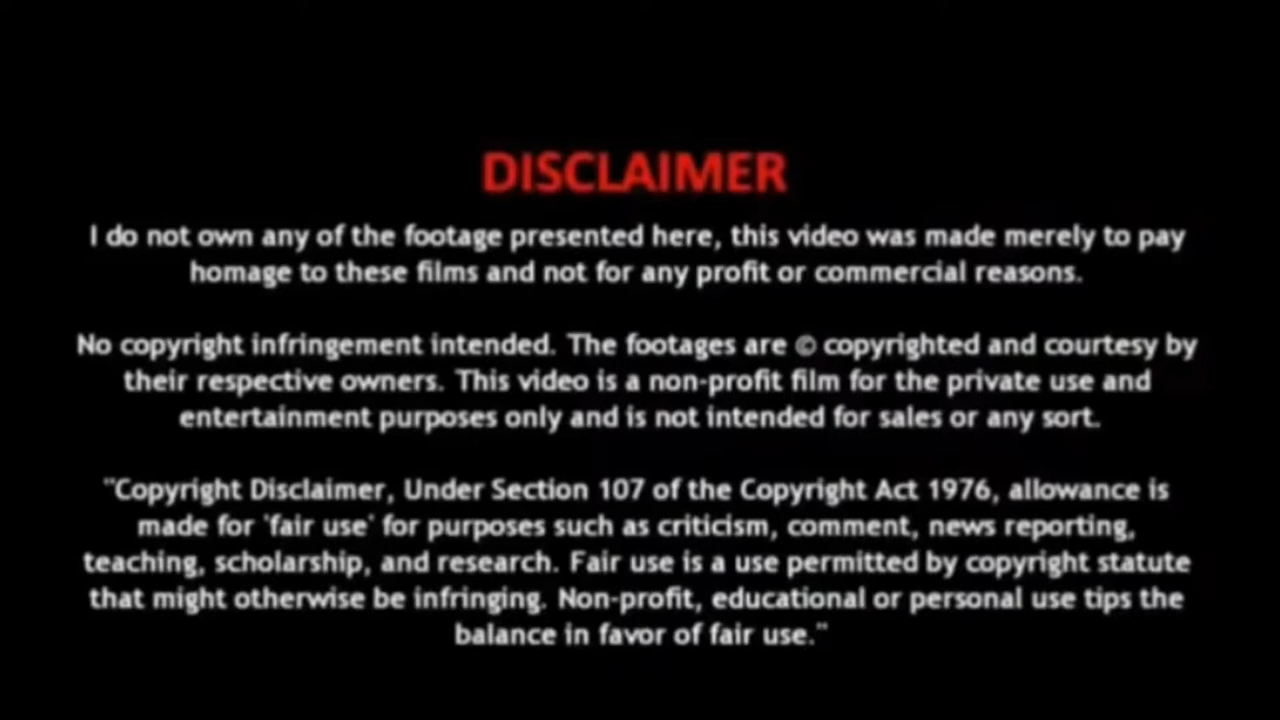 DISCLAIMER
I do not own any of the footage presented here, this video was made merely to pay
homage to these films and not for any profit or commercial reasons.
No copyright infringement intended. The footages are © copyrighted and courtesy by
their respective owners. This video is a non-profit film for the private use and
entertainment purposes only and is not intended for sales or any sort.
"Copyright Disclaimer, Under Section 107 of the Copyright Act 1976, allowance is
made for 'fair use' for purposes such as criticism, comment, news reporting,
teaching, scholarship, and research. Fair use is a use permitted by copyright statute
that might otherwise be infringing. Non-profit, educational or personal use tips the
balance in favor of fair use."